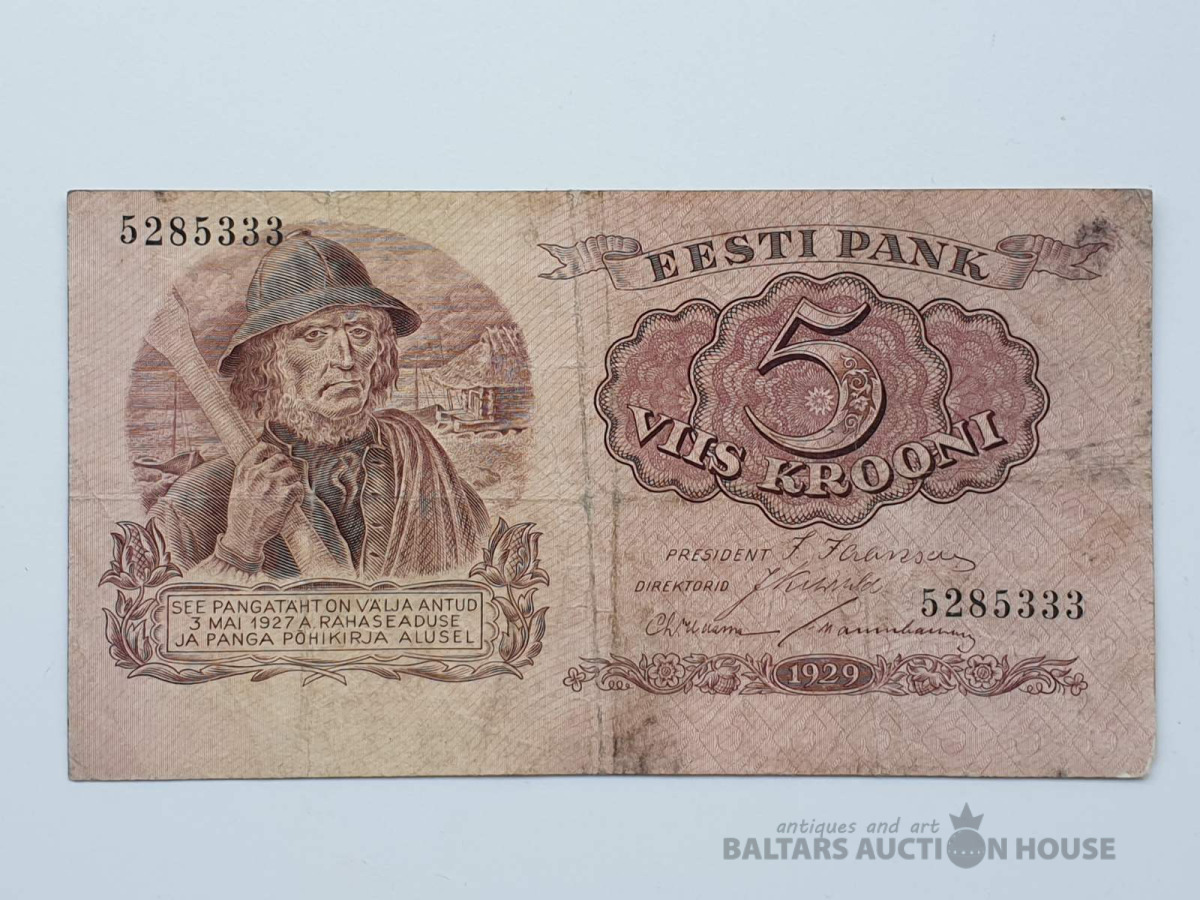 5285333
EESTI PANK
5
VIIS KROONI
PRESIDENT
DIREKTORID
5285333
SEE PANGATAHT ON VÄLJA ANTUD
3 MAI 1927 A. RAHASEADUSE
JA PANGA PÕHIKIRJA ALUSEL
1929
antiques and art
BALTARS AUCTION HOUSE